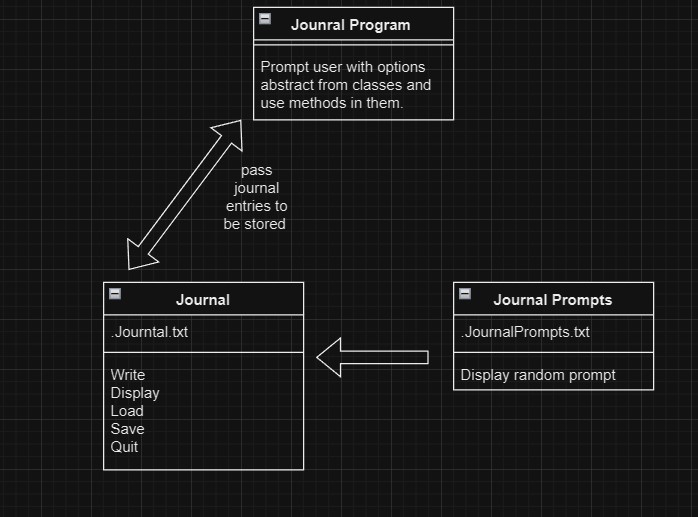 Jounral Program
Prompt user with options
abstract from classes and
use methods in them.
pass
journal
entries to
be stored
Journal
.Journtal.txt
Write
Display
Load
Save
Quit
Journal Prompts
.JournalPrompts.txt
Display random prompt